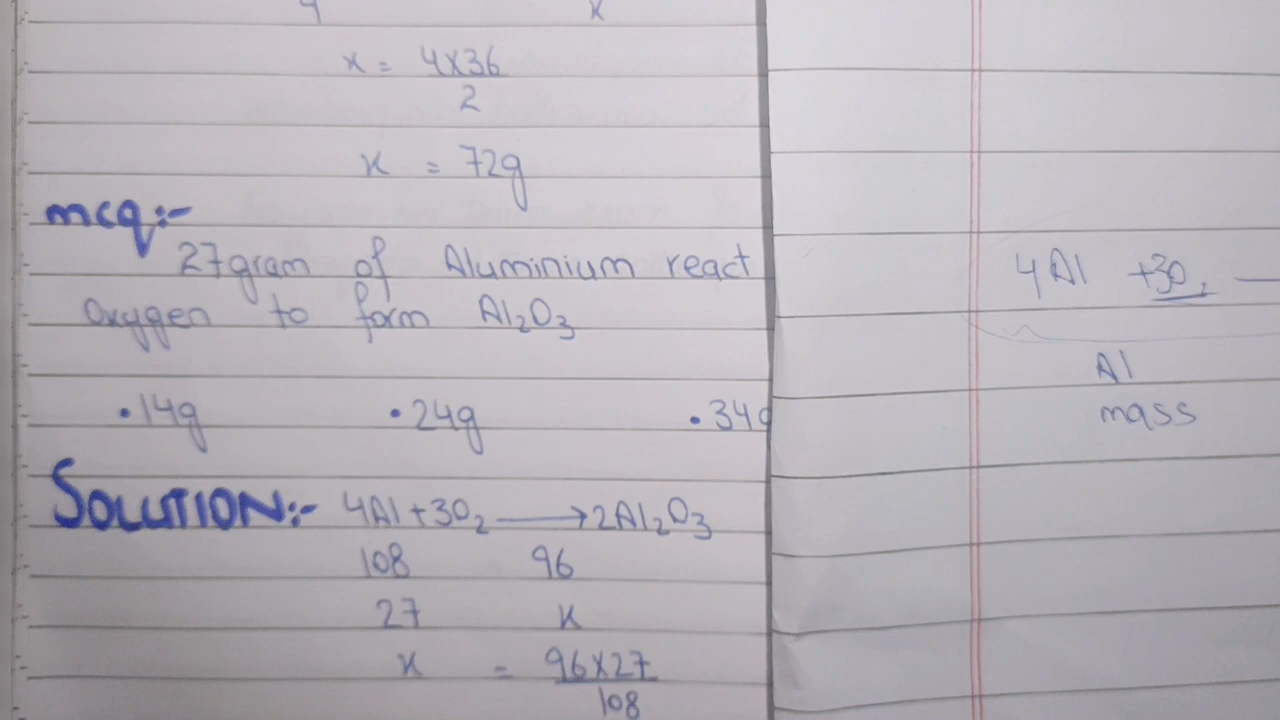 x
x = 4x36
2
x = 72g
mcq:-
27gram of Aluminium react
Oxygen to form Al₂O₃
•14g •24g •34g
SOLUTION:- 4Al+3O₂ ⟶ 2Al₂O₃
108 96
27 x
x = 96x27
108
4Al +3O₂
Al
mass